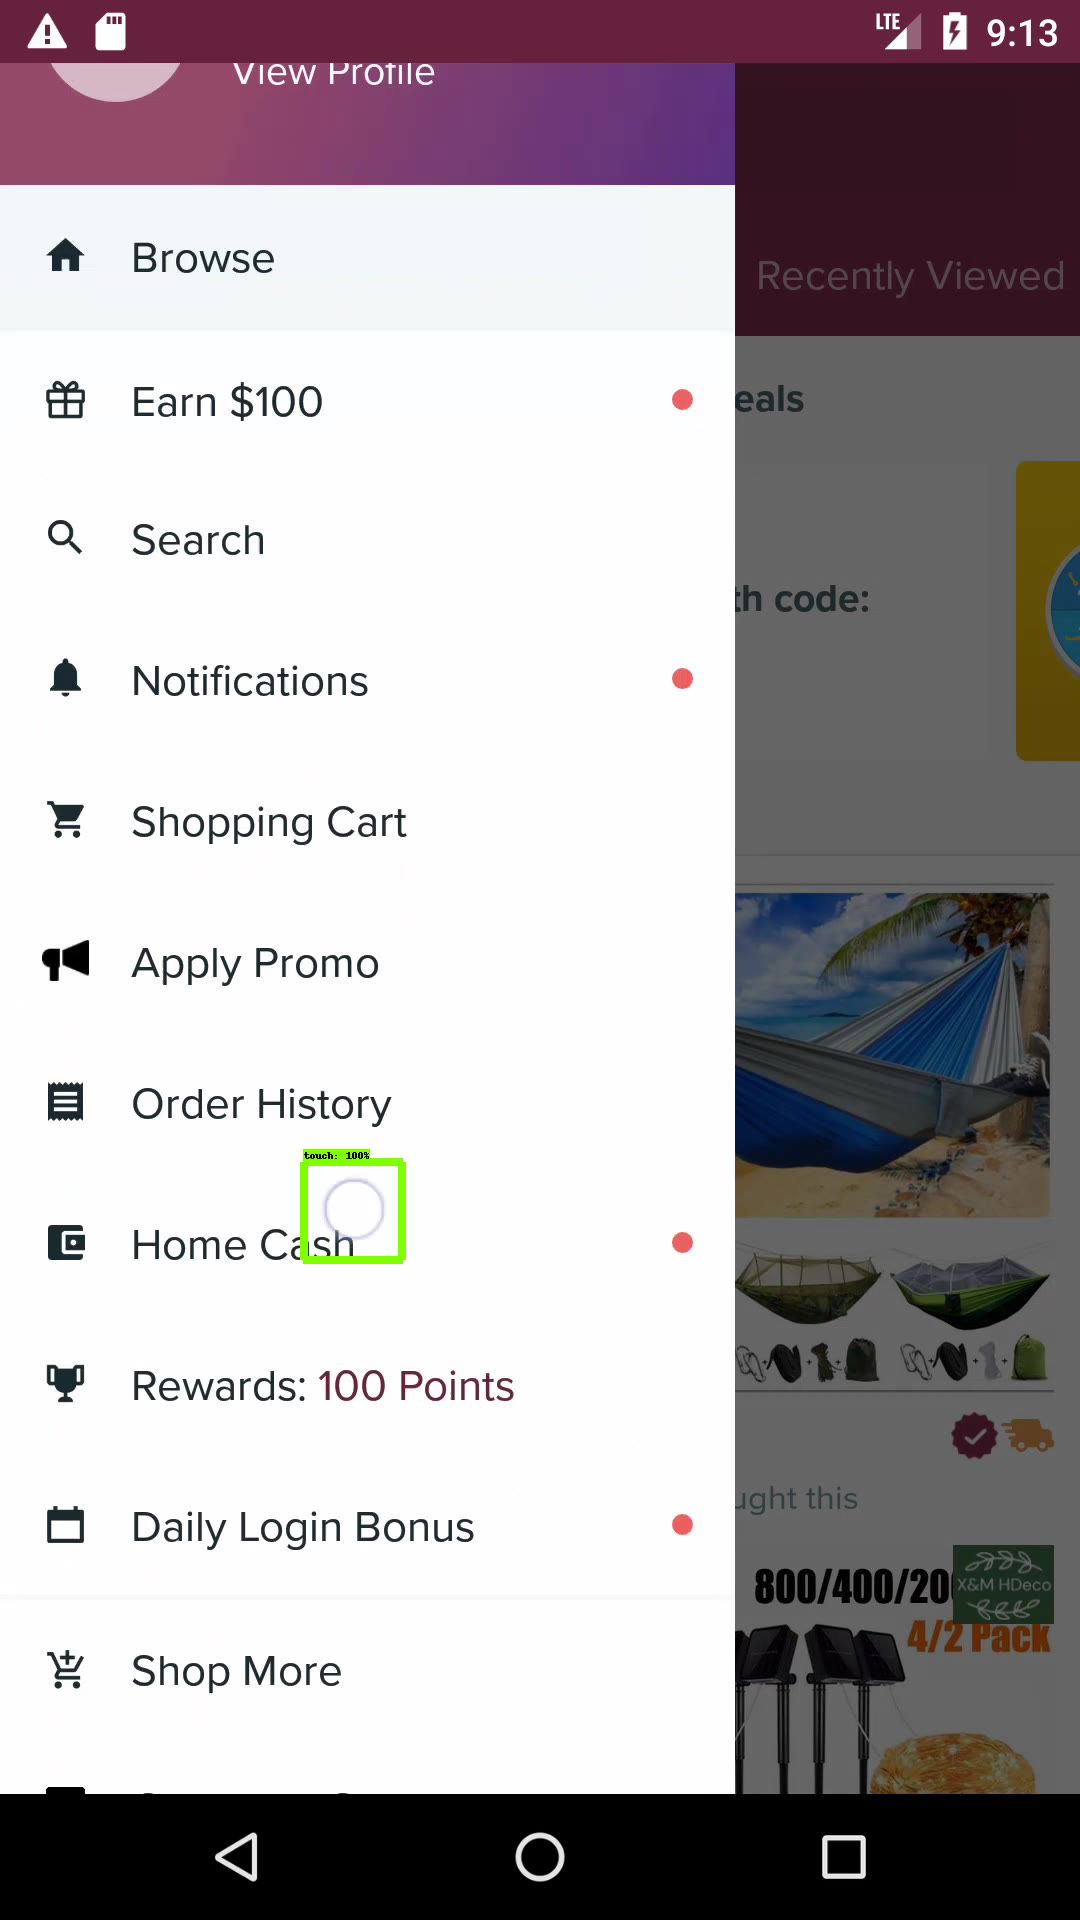 LTE 9:13
View Profile
Browse
Recently Viewed
Earn $100
eals
Search
th code:
Notifications
Shopping Cart
Apply Promo
Order History
touch: 100%
Home Cash
Rewards: 100 Points
ught this
Daily Login Bonus
800/400/200
X&M HDeco
4/2 Pack
Shop More